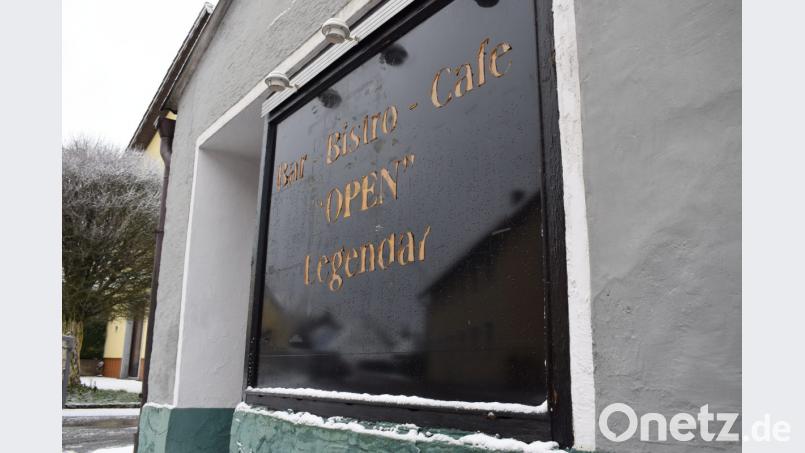 Bar - Bistro - Cafe
"OPEN"
Legendar
Onetz.de